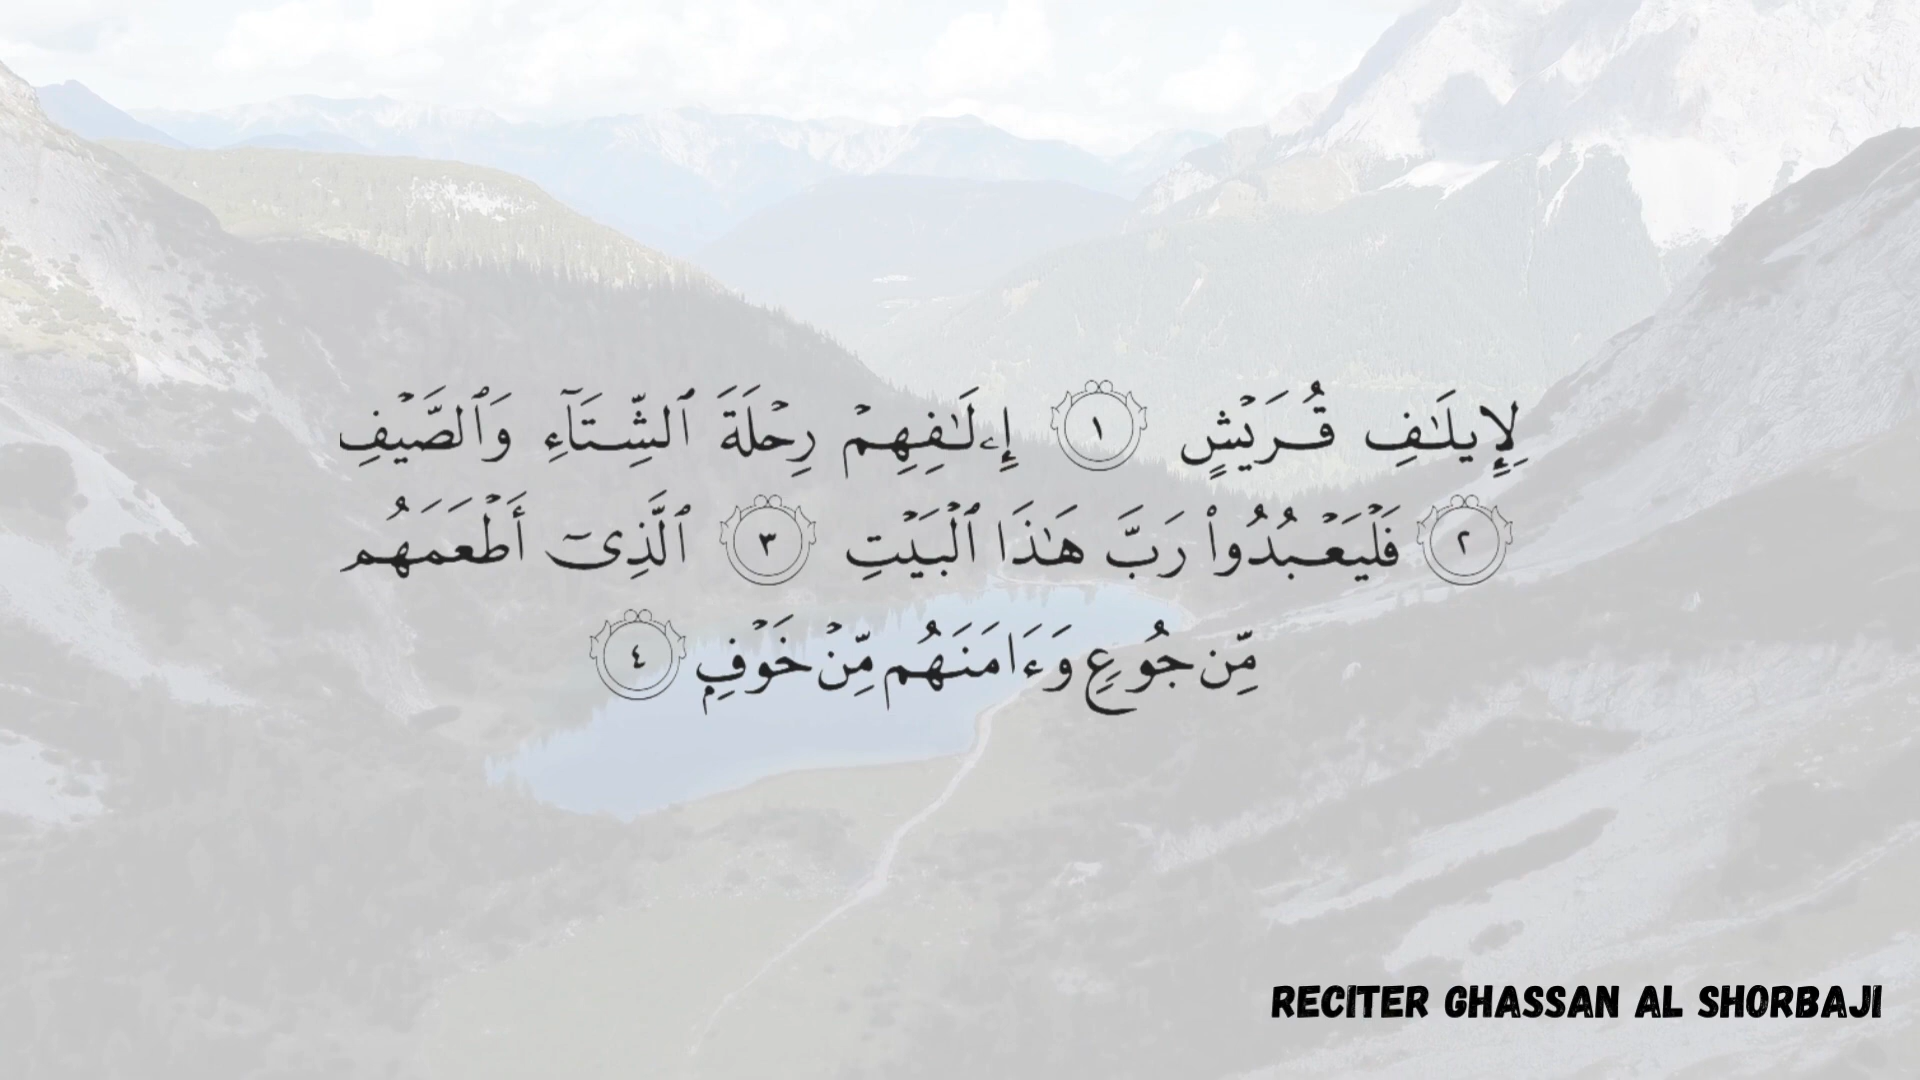 لِإِيلَـٰفِ قُرَيْشٍ ١ إِۦلَـٰفِهِمْ رِحْلَةَ ٱلشِّتَآءِ وَٱلصَّيْفِ
٢ فَلْيَعْبُدُوا۟ رَبَّ هَـٰذَا ٱلْبَيْتِ ٣ ٱلَّذِىٓ أَطْعَمَهُم
مِّن جُوعٍ وَءَامَنَهُم مِّنْ خَوْفٍۭ ٤
RECITER GHASSAN AL SHORBAJI